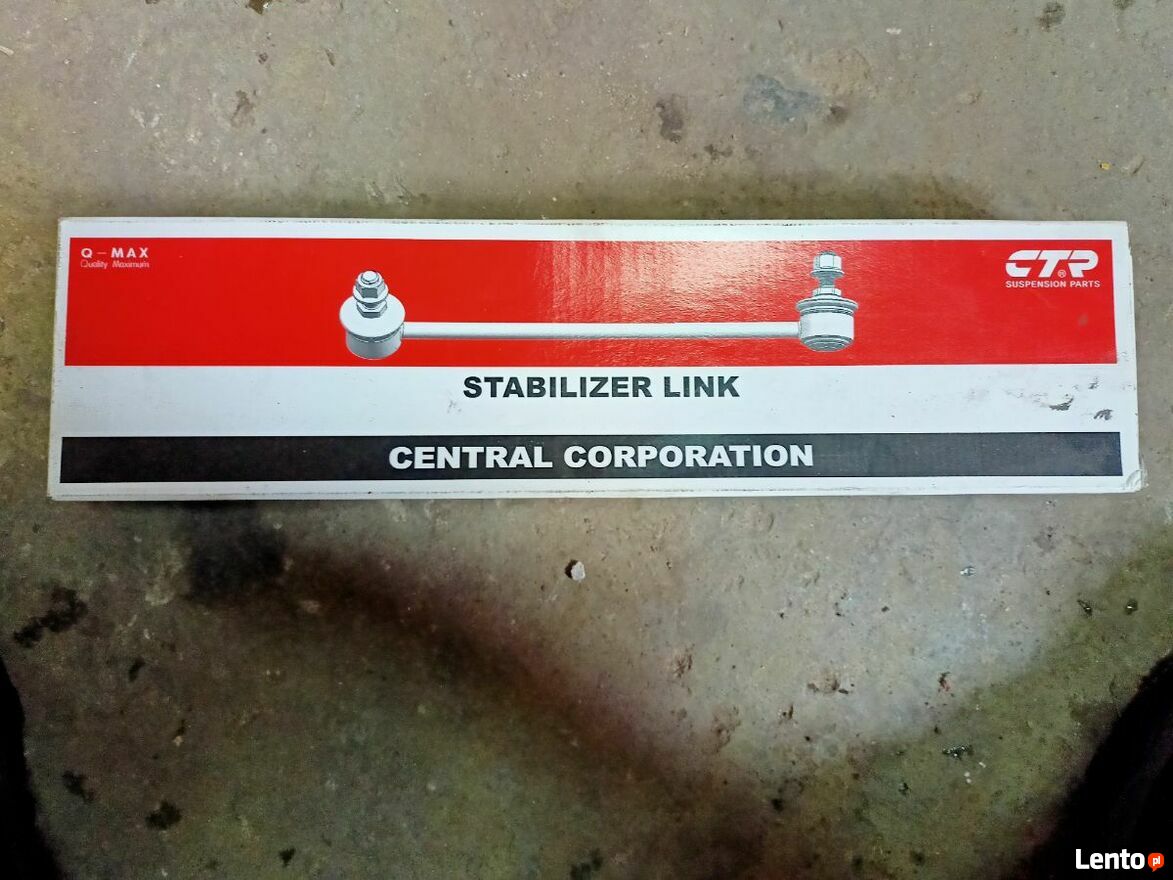 Q-MAX
Quality Maximum
CTR
®
SUSPENSION PARTS
STABILIZER LINK
CENTRAL CORPORATION
Lento.pl